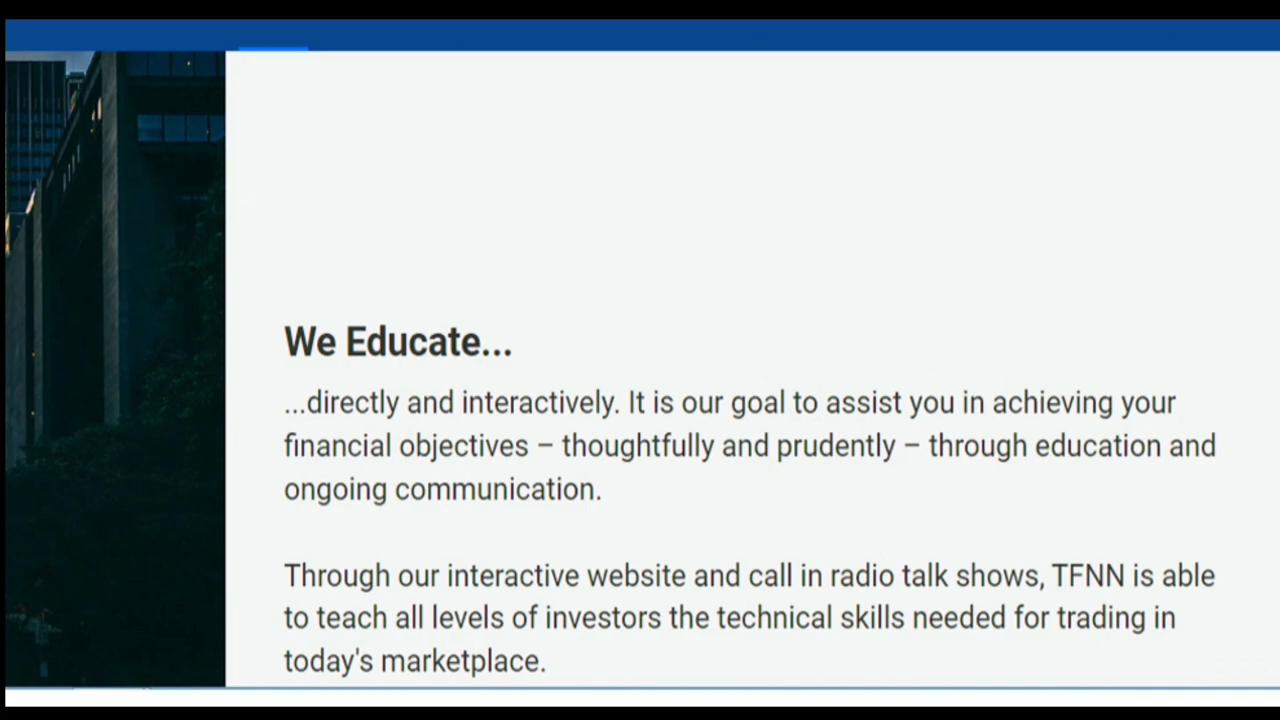 We Educate...
...directly and interactively. It is our goal to assist you in achieving your
financial objectives – thoughtfully and prudently – through education and
ongoing communication.
Through our interactive website and call in radio talk shows, TFNN is able
to teach all levels of investors the technical skills needed for trading in
today's marketplace.